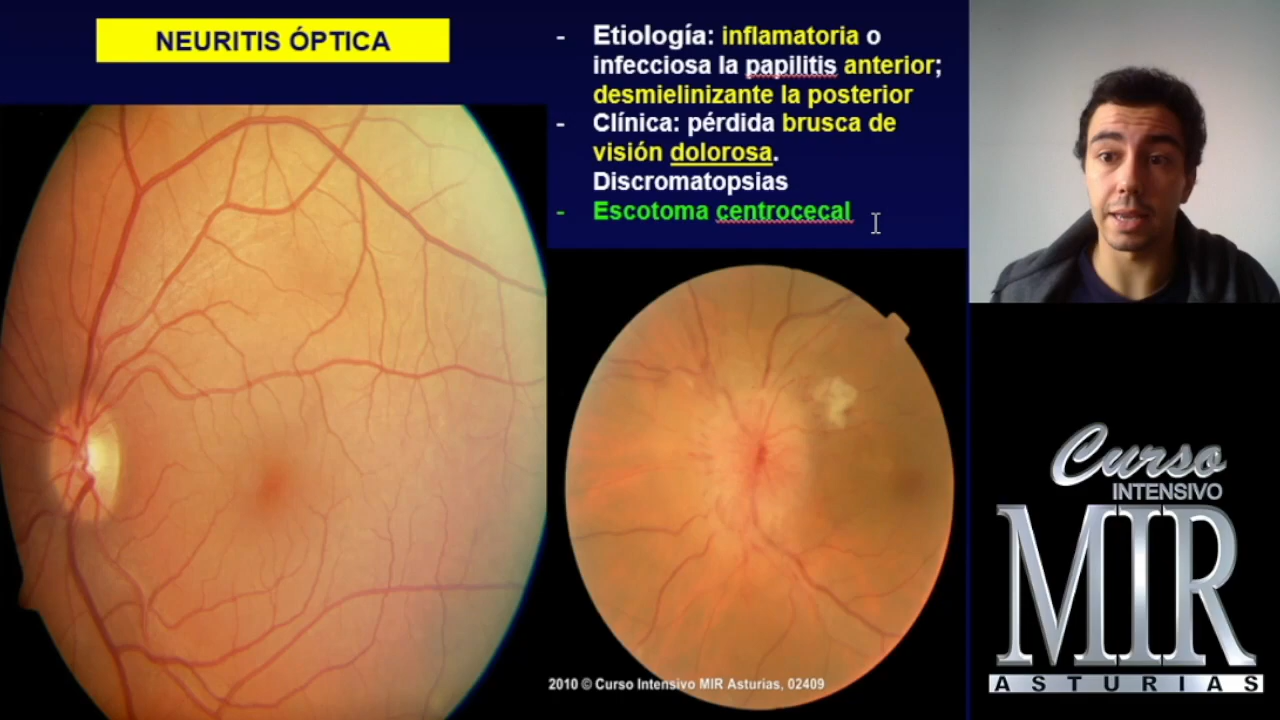 NEURITIS ÓPTICA
- Etiología: inflamatoria o
infecciosa la papilitis anterior;
desmielinizante la posterior
- Clínica: pérdida brusca de
visión dolorosa.
Discromatopsias
- Escotoma centrocecal
2010 © Curso Intensivo MIR Asturias, 02409
Curso
INTENSIVO
MIR
ASTURIAS